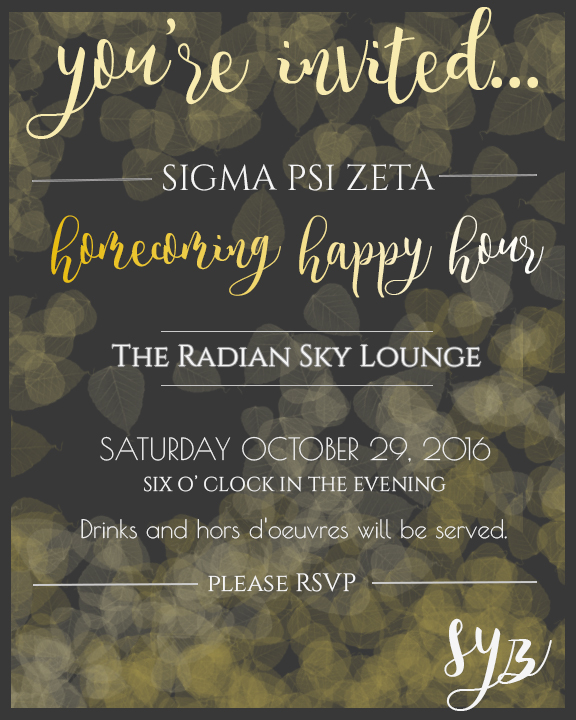 you're invited...
SIGMA PSI ZETA
homecoming happy hour
THE RADIAN SKY LOUNGE
SATURDAY OCTOBER 29, 2016
SIX O' CLOCK IN THE EVENING
Drinks and hors d'oeuvres will be served.
PLEASE RSVP
syz